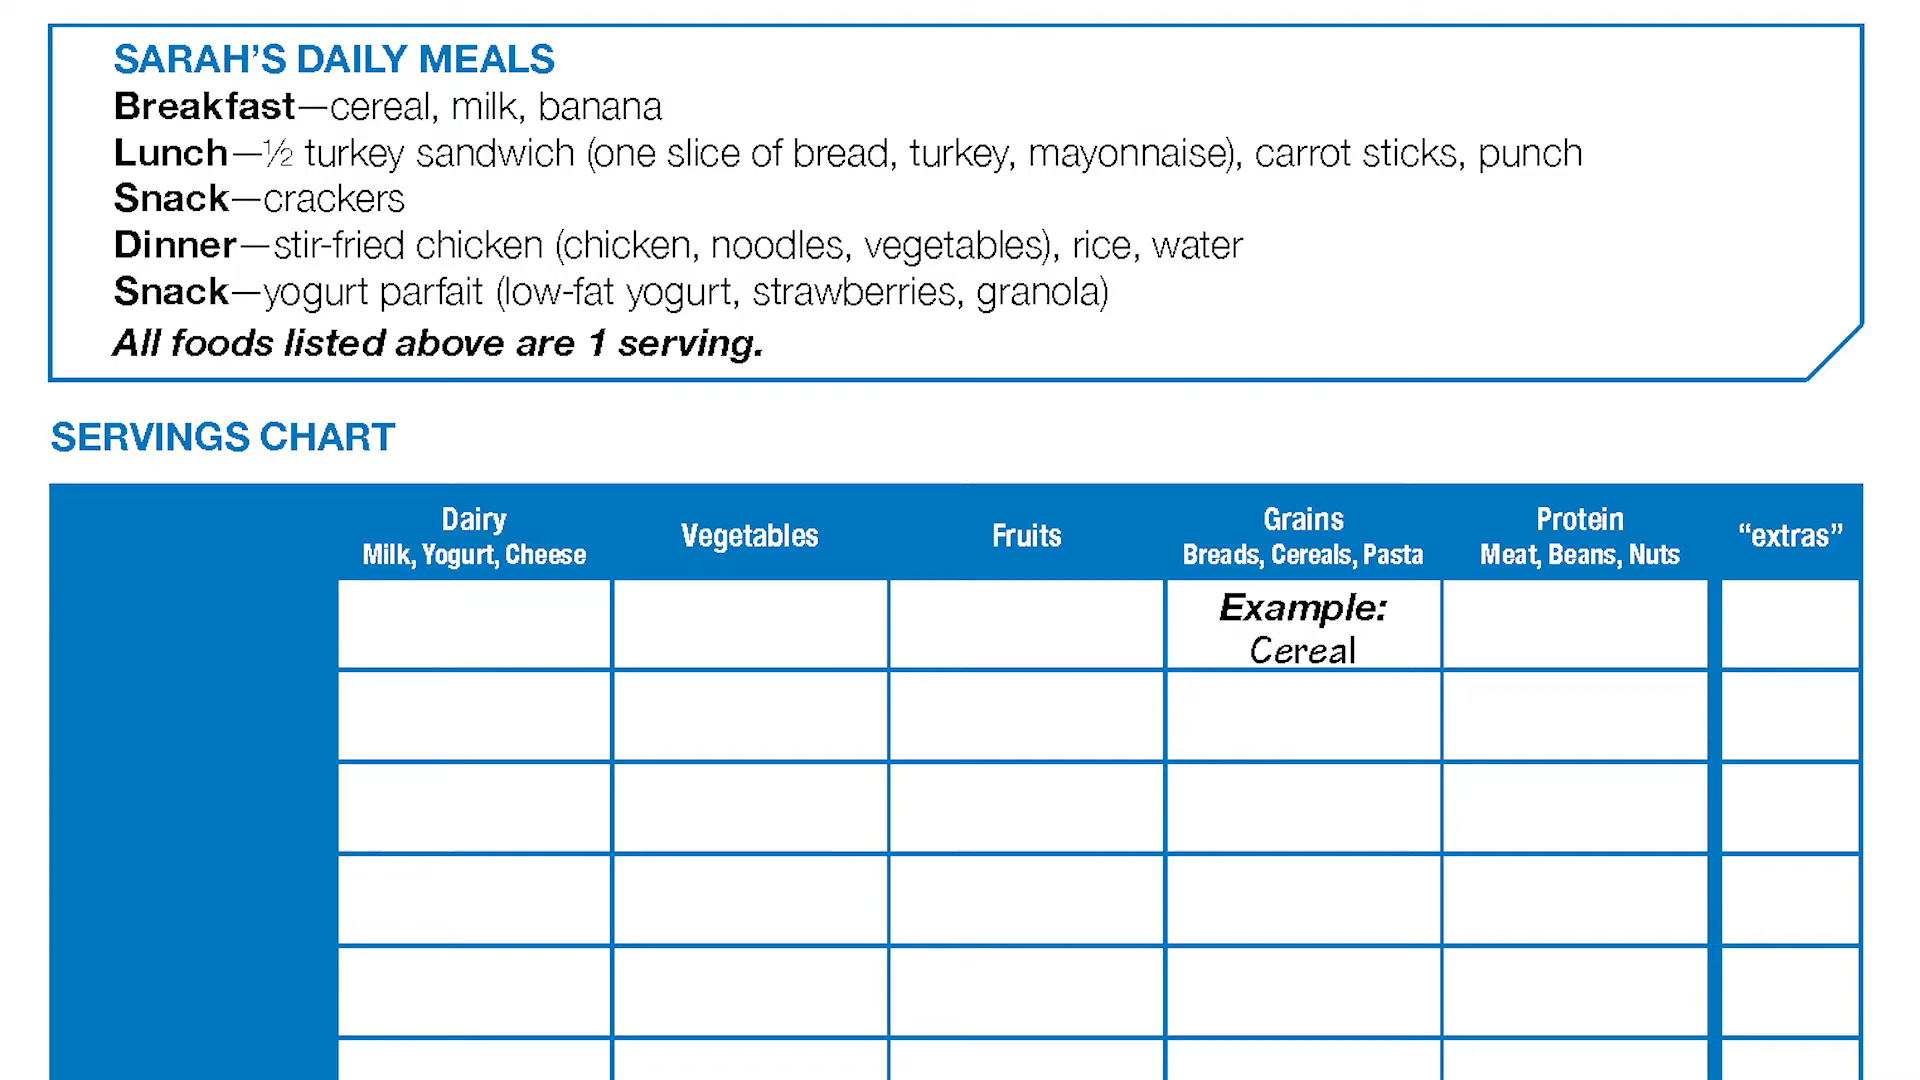 SARAH’S DAILY MEALS
Breakfast—cereal, milk, banana
Lunch—½ turkey sandwich (one slice of bread, turkey, mayonnaise), carrot sticks, punch
Snack—crackers
Dinner—stir-fried chicken (chicken, noodles, vegetables), rice, water
Snack—yogurt parfait (low-fat yogurt, strawberries, granola)
All foods listed above are 1 serving.
SERVINGS CHART
Dairy
Milk, Yogurt, Cheese
Vegetables
Fruits
Grains
Breads, Cereals, Pasta
Protein
Meat, Beans, Nuts
“extras”
Example:
Cereal